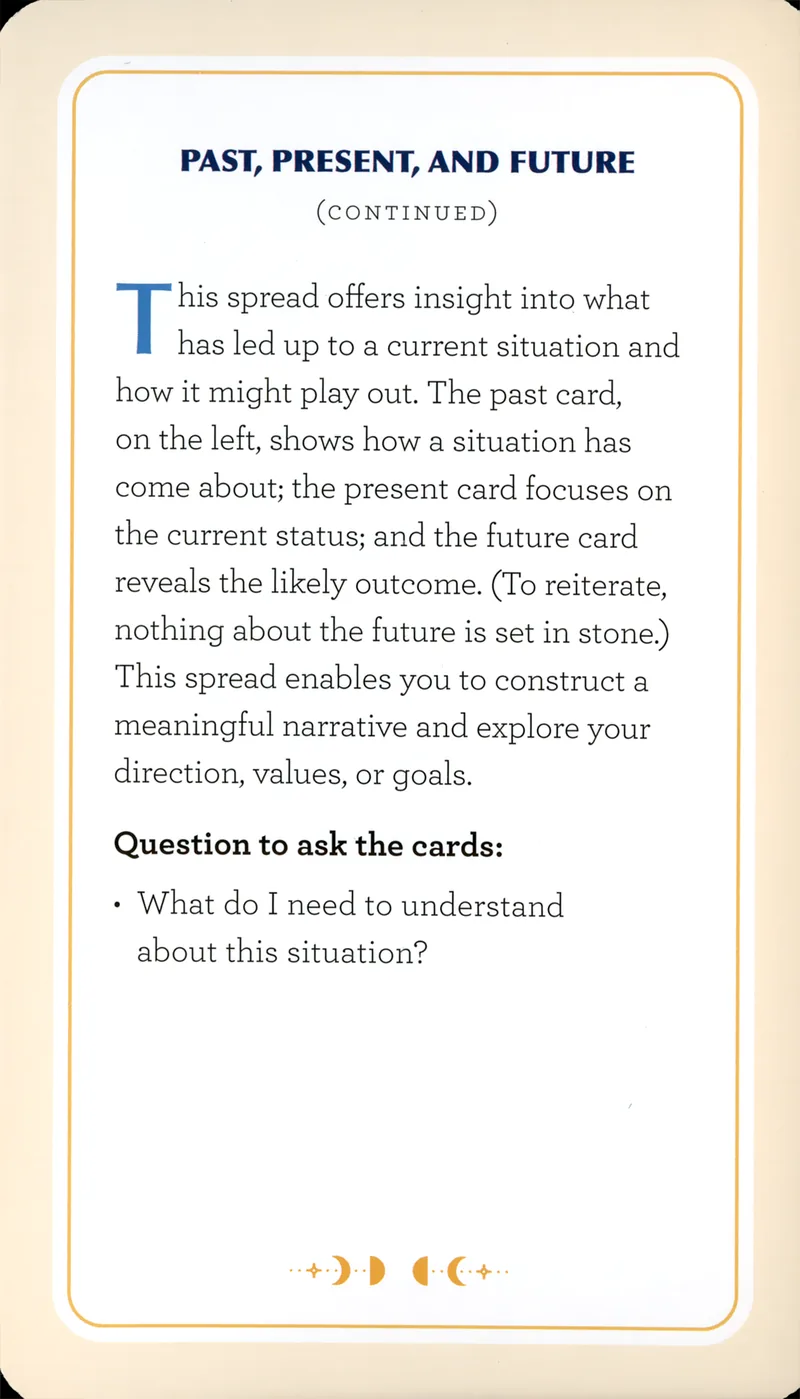 PAST, PRESENT, AND FUTURE
(CONTINUED)
This spread offers insight into what
has led up to a current situation and
how it might play out. The past card,
on the left, shows how a situation has
come about; the present card focuses on
the current status; and the future card
reveals the likely outcome. (To reiterate,
nothing about the future is set in stone.)
This spread enables you to construct a
meaningful narrative and explore your
direction, values, or goals.
Question to ask the cards:
• What do I need to understand
about this situation?